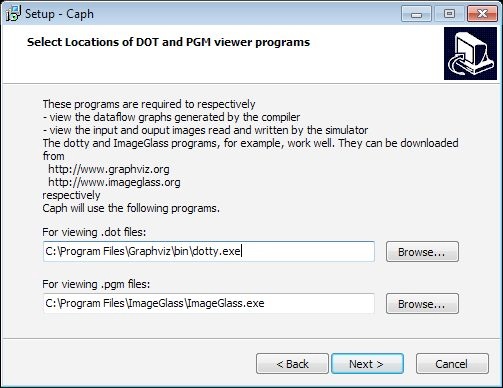 Setup - Caph
Select Locations of DOT and PGM viewer programs
These programs are required to respectively
- view the dataflow graphs generated by the compiler
- view the input and ouput images read and written by the simulator
The dotty and ImageGlass programs, for example, work well. They can be downloaded
from
http://www.graphviz.org
http://www.imageglass.org
respectively
Caph will use the following programs.
For viewing .dot files:
C:\Program Files\Graphviz\bin\dotty.exe
Browse...
For viewing .pgm files:
C:\Program Files\ImageGlass\ImageGlass.exe
Browse...
< Back
Next >
Cancel